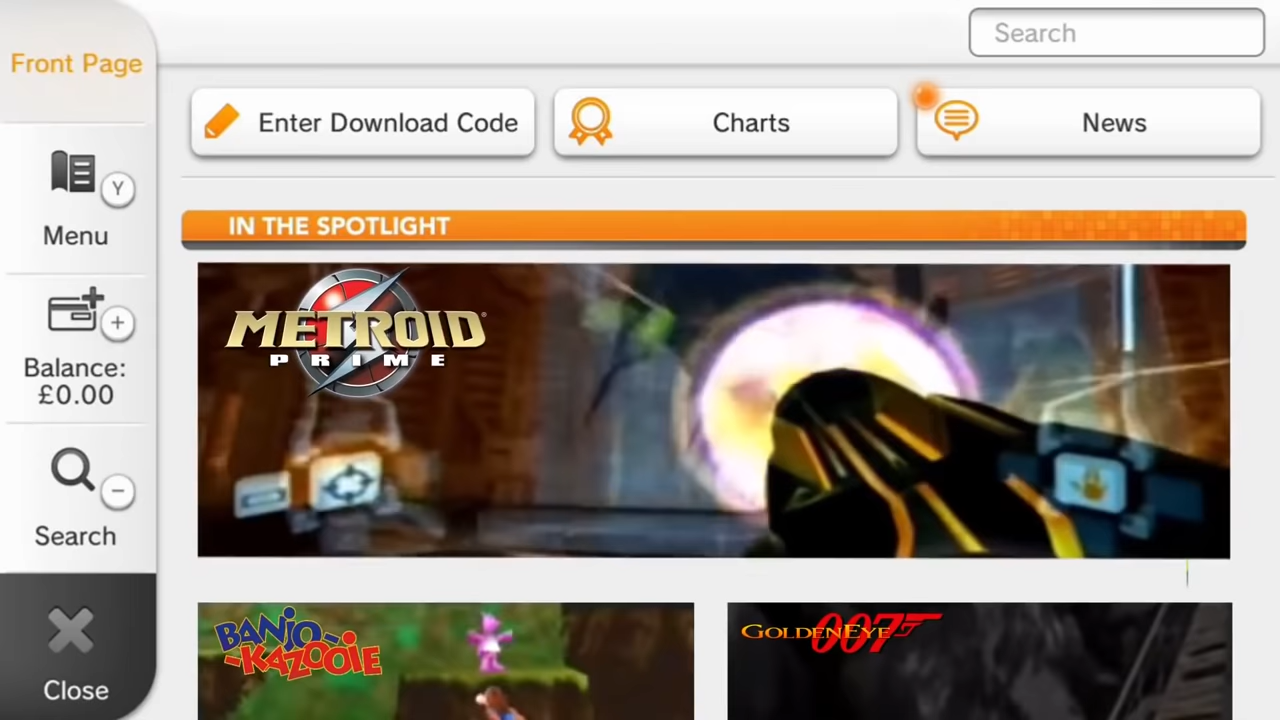 Front Page
Search
Enter Download Code
Charts
News
Y
Menu
+
Balance:
£0.00
−
Search
Close
IN THE SPOTLIGHT
METROID®
PRIME
BANJO-
-KAZOOIE
GOLDENEYE 007